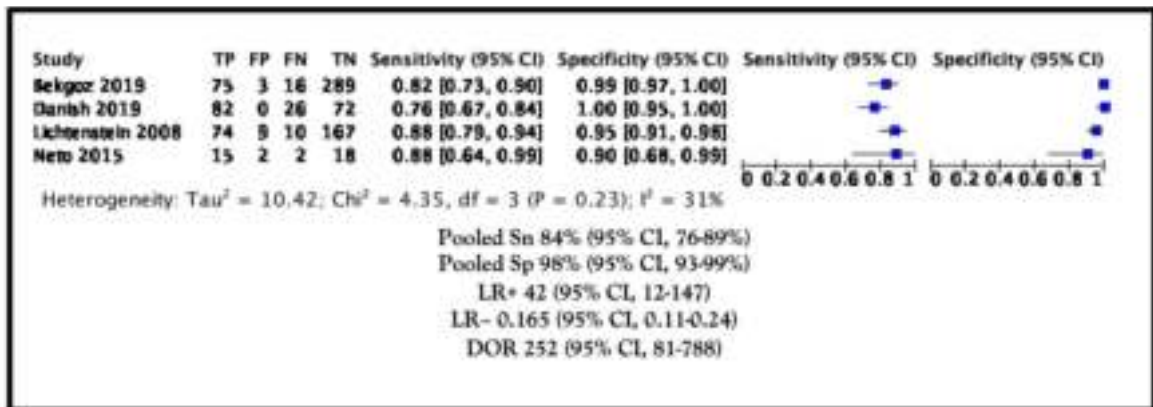 Study TP FP FN TN Sensitivity (95% CI) Specificity (95% CI) Sensitivity (95% CI) Specificity (95% CI)
Bekgoz 2019 75 3 16 289 0.82 [0.73, 0.90] 0.99 [0.97, 1.00]
Danish 2019 82 0 26 72 0.76 [0.67, 0.84] 1.00 [0.95, 1.00]
Lichtenstein 2008 74 9 10 167 0.88 [0.79, 0.94] 0.95 [0.91, 0.98]
Neto 2015 15 2 2 18 0.88 [0.64, 0.99] 0.90 [0.68, 0.99]
0 0.2 0.4 0.6 0.8 1 0 0.2 0.4 0.6 0.8 1
Heterogeneity: Tau² = 10.42; Chi² = 4.35, df = 3 (P = 0.23); I² = 31%
Pooled Sn 84% (95% CI, 76-89%)
Pooled Sp 98% (95% CI, 93-99%)
LR+ 42 (95% CI, 12-147)
LR− 0.165 (95% CI, 0.11-0.24)
DOR 252 (95% CI, 81-788)